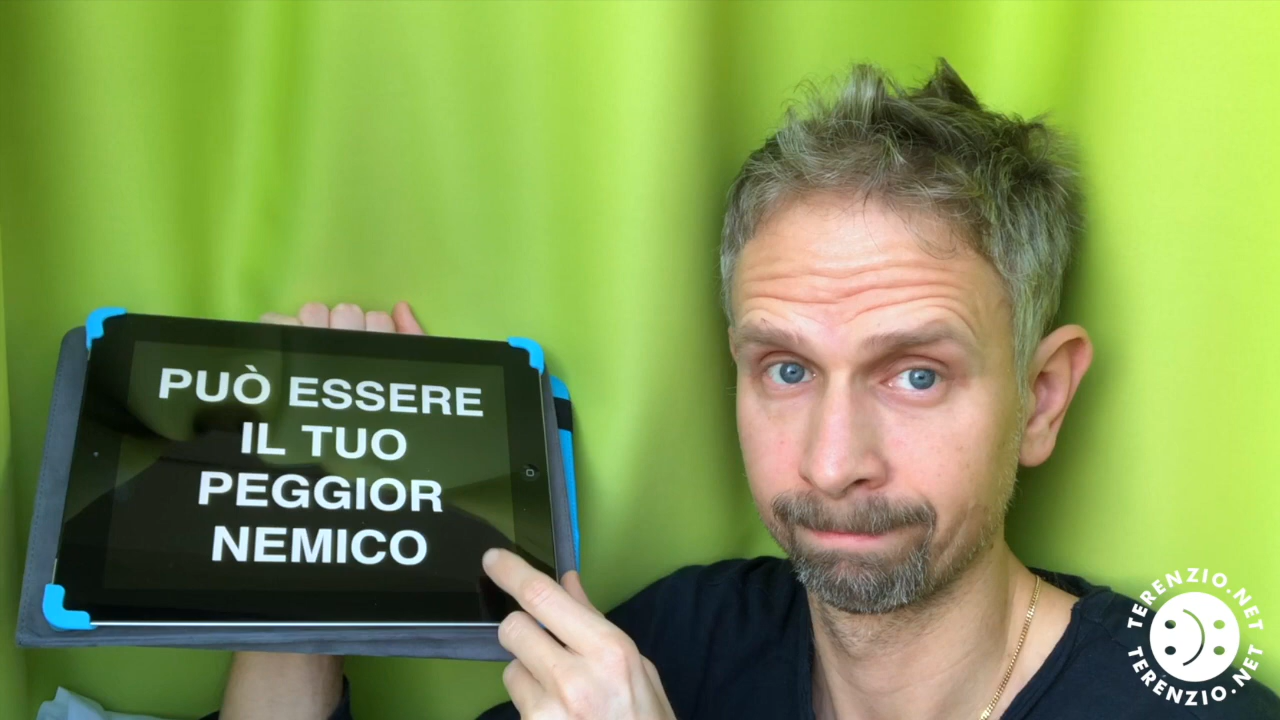 PUÒ ESSERE
IL TUO
PEGGIOR
NEMICO
TERENZIO.NET
TERENZIO.NET